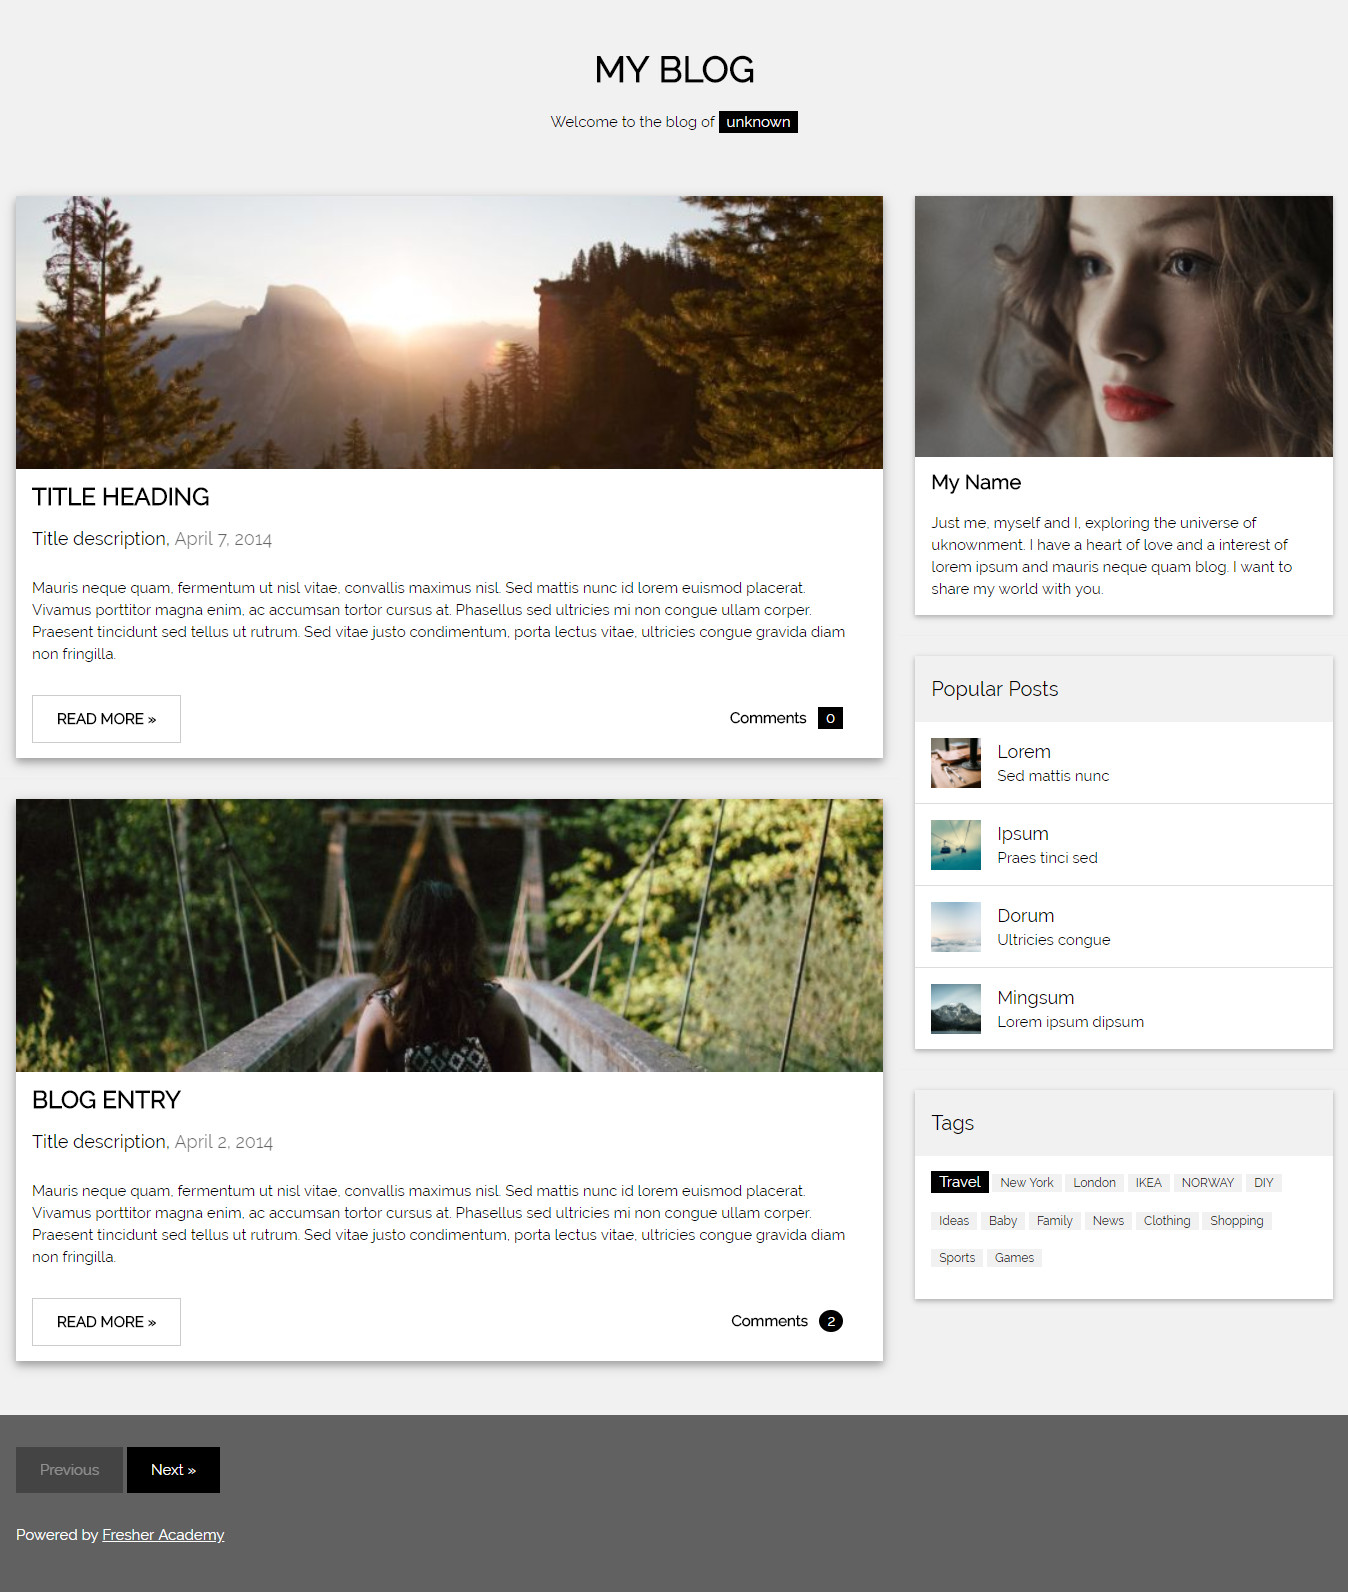 MY BLOG
Welcome to the blog of unknown
TITLE HEADING
Title description, April 7, 2014
Mauris neque quam, fermentum ut nisl vitae, convallis maximus nisl. Sed mattis nunc id lorem euismod placerat.
Vivamus porttitor magna enim, ac accumsan tortor cursus at. Phasellus sed ultricies mi non congue ullam corper.
Praesent tincidunt sed tellus ut rutrum. Sed vitae justo condimentum, porta lectus vitae, ultricies congue gravida diam
non fringilla.
READ MORE »
Comments 0
BLOG ENTRY
Title description, April 2, 2014
Mauris neque quam, fermentum ut nisl vitae, convallis maximus nisl. Sed mattis nunc id lorem euismod placerat.
Vivamus porttitor magna enim, ac accumsan tortor cursus at. Phasellus sed ultricies mi non congue ullam corper.
Praesent tincidunt sed tellus ut rutrum. Sed vitae justo condimentum, porta lectus vitae, ultricies congue gravida diam
non fringilla.
READ MORE »
Comments 2
My Name
Just me, myself and I, exploring the universe of
uknownment. I have a heart of love and a interest of
lorem ipsum and mauris neque quam blog. I want to
share my world with you.
Popular Posts
Lorem
Sed mattis nunc
Ipsum
Praes tinci sed
Dorum
Ultricies congue
Mingsum
Lorem ipsum dipsum
Tags
Travel New York London IKEA NORWAY DIY
Ideas Baby Family News Clothing Shopping
Sports Games
Previous Next »
Powered by Fresher Academy